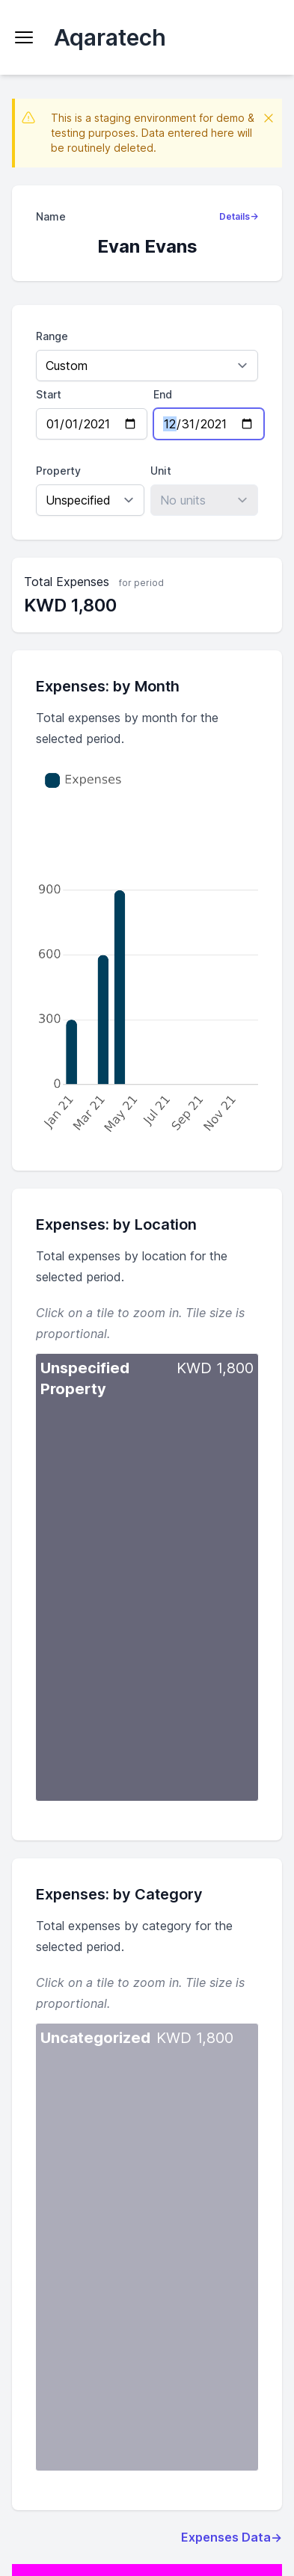 Aqaratech
This is a staging environment for demo &
testing purposes. Data entered here will
be routinely deleted.
Name
Details→
Evan Evans
Range
Custom
Start End
01/01/2021 12/31/2021
Property Unit
Unspecified No units
Total Expenses for period
KWD 1,800
Expenses: by Month
Total expenses by month for the
selected period.
Expenses
900
600
300
0
Jan 21 Mar 21 May 21 Jul 21 Sep 21 Nov 21
Expenses: by Location
Total expenses by location for the
selected period.
Click on a tile to zoom in. Tile size is
proportional.
Unspecified KWD 1,800
Property
Expenses: by Category
Total expenses by category for the
selected period.
Click on a tile to zoom in. Tile size is
proportional.
Uncategorized KWD 1,800
Expenses Data→